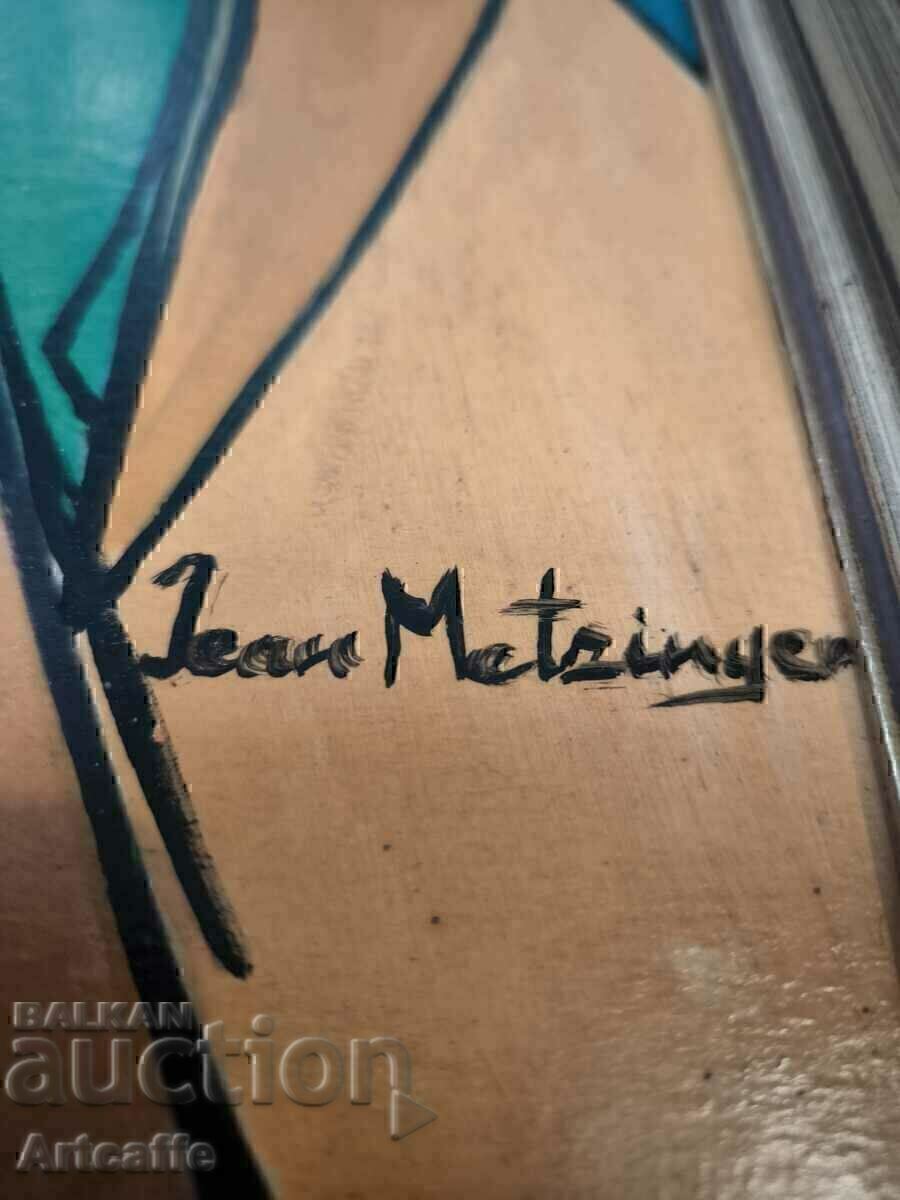 Jean Metzinger
BALKAN
auction
Artcaffe